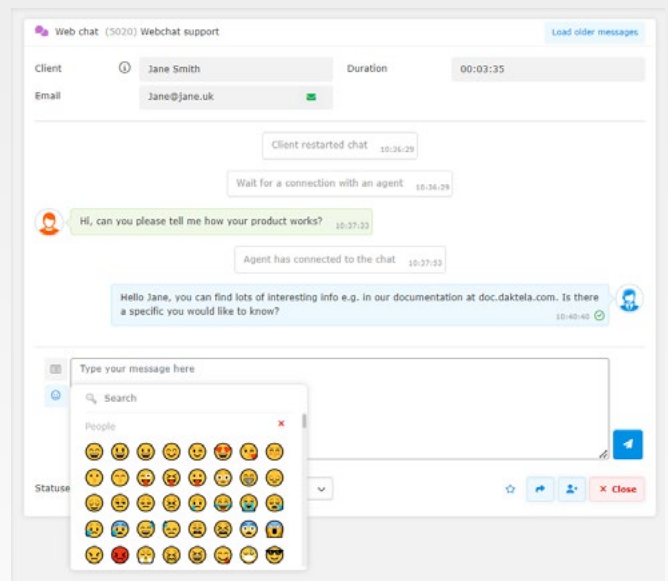 Web chat (5020) Webchat support
Load older messages
Client
Jane Smith
Duration
00:03:35
Email
Jane@jane.uk
Client restarted chat 10:36:29
Wait for a connection with an agent 10:36:29
Hi, can you please tell me how your product works? 10:37:33
Agent has connected to the chat 10:37:53
Hello Jane, you can find lots of interesting info e.g. in our documentation at doc.daktela.com. Is there
a specific you would like to know?
10:40:40
Type your message here
Search
People
Statuse
Close